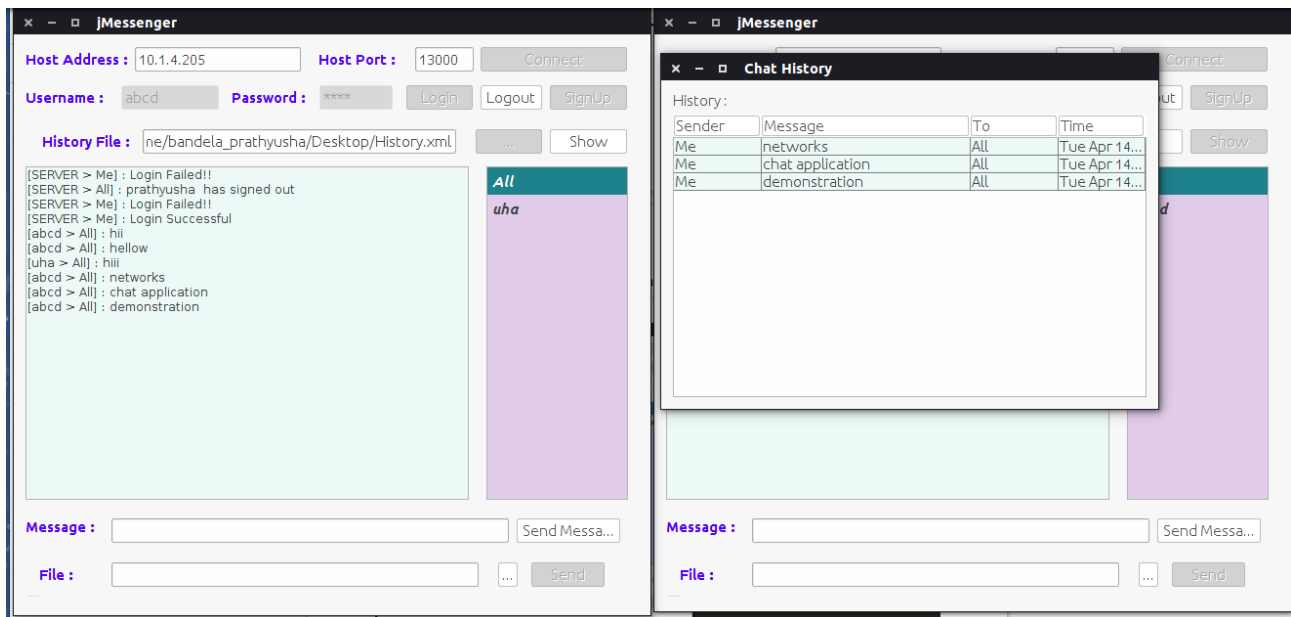 jMessenger
Host Address : 10.1.4.205 Host Port : 13000 Connect
Username : abcd Password : **** Login Logout SignUp
History File : ne/bandela_prathyusha/Desktop/History.xml ... Show
[SERVER > Me] : Login Failed!!
[SERVER > All] : prathyusha has signed out
[SERVER > Me] : Login Failed!!
[SERVER > Me] : Login Successful
[abcd > All] : hii
[abcd > All] : hellow
[uha > All] : hiii
[abcd > All] : networks
[abcd > All] : chat application
[abcd > All] : demonstration
All
uha
Message : Send Messa...
File : ... Send
jMessenger
Connect
ut SignUp
Show
d
Chat History
History :
Sender Message To Time
Me networks All Tue Apr 14...
Me chat application All Tue Apr 14...
Me demonstration All Tue Apr 14...
Message : Send Messa...
File : ... Send